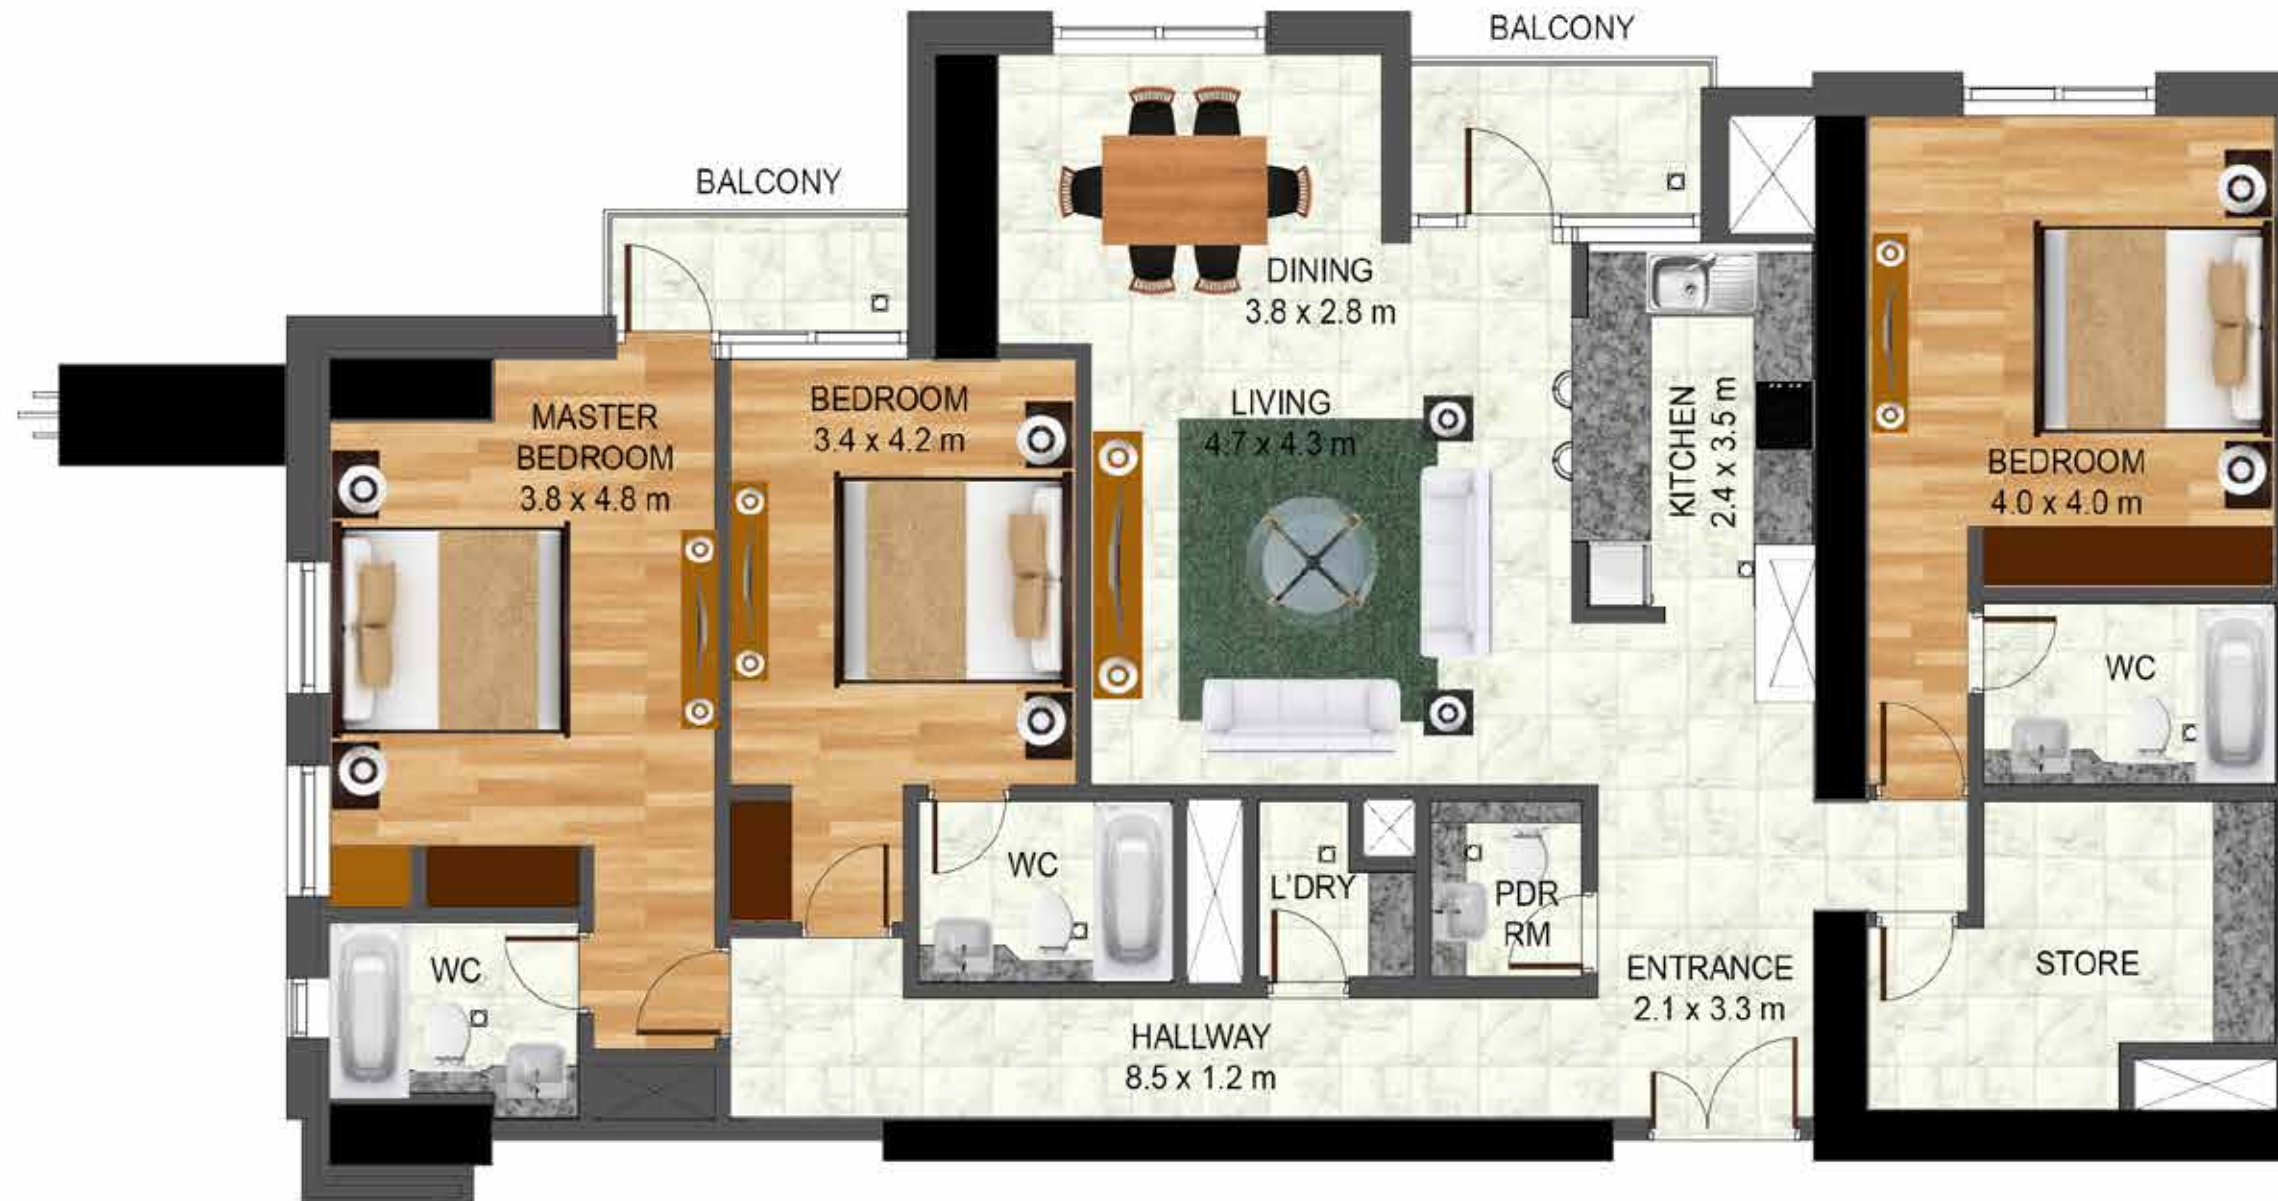 BALCONY
BALCONY
DINING
3.8 x 2.8 m
MASTER
BEDROOM
3.8 x 4.8 m
BEDROOM
3.4 x 4.2 m
LIVING
4.7 x 4.3 m
KITCHEN
2.4 x 3.5 m
BEDROOM
4.0 x 4.0 m
WC
WC
L'DRY
PDR
RM
WC
ENTRANCE
2.1 x 3.3 m
STORE
HALLWAY
8.5 x 1.2 m